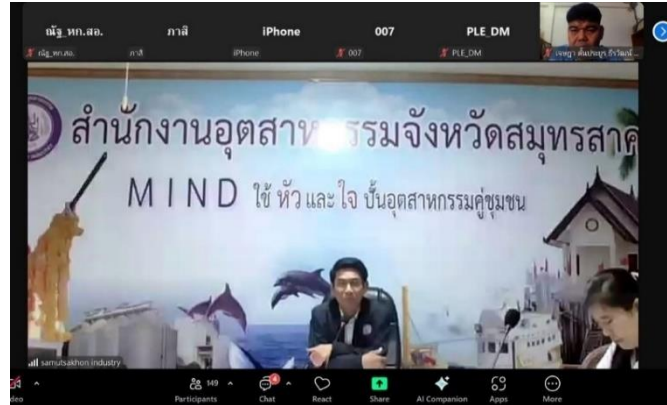 ณัฐ_หก.สอ.
ภาสิ
iPhone
007
PLE_DM
ณัฐ_หก.สอ.
ภาสิ
iPhone
007
PLE_DM
สำนักงานอุตสาหกรรมจังหวัดสมุทรสาค
MIND ใช้ หัว และ ใจ ปั้นอุตสาหกรรมคู่ชุมชน
samutsakhon industry
deo
149
4
Participants
Chat
React
Share
AI Companion
Apps
More